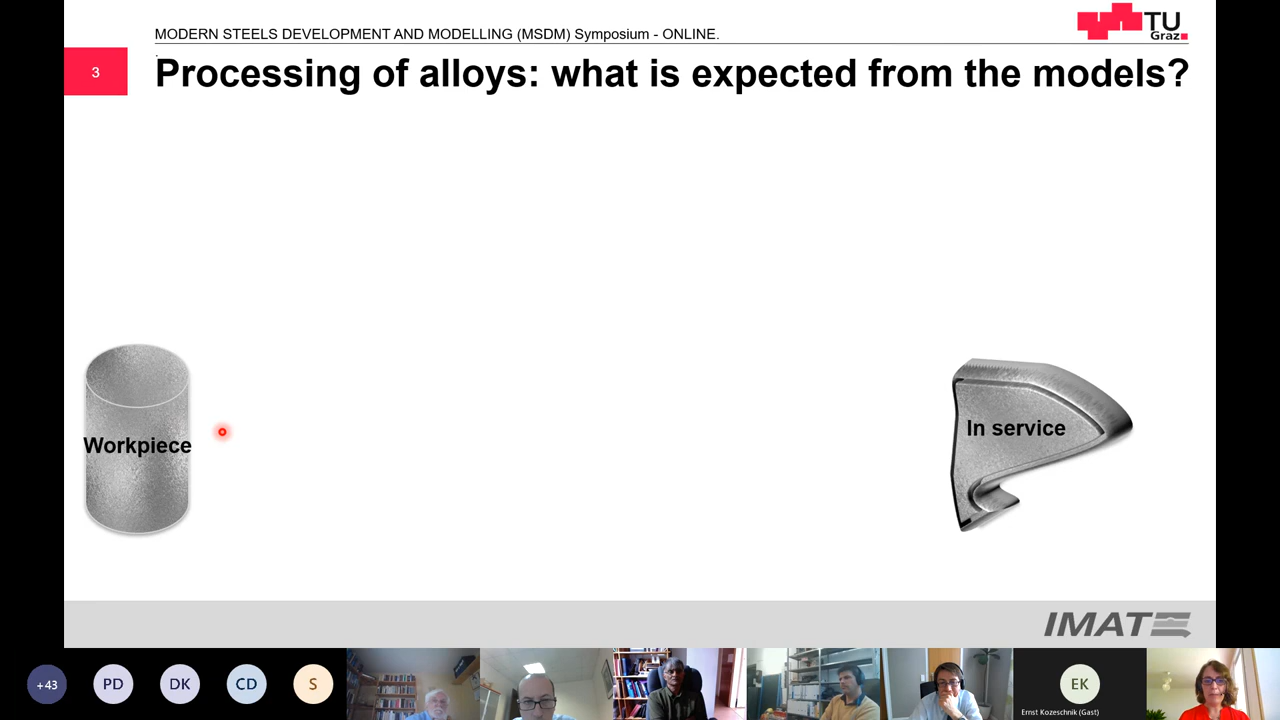 MODERN STEELS DEVELOPMENT AND MODELLING (MSDM) Symposium - ONLINE.
.
TU
Graz
3
Processing of alloys: what is expected from the models?
Workpiece
In service
IMAT
+43
PD
DK
CD
S
EK
Ernst Kozeschnik (Gast)